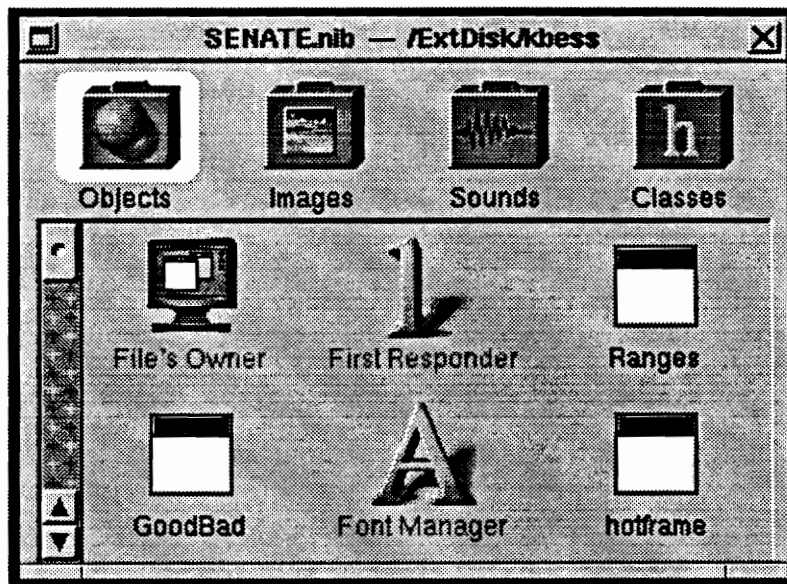 SENATE.nib — /ExtDisk/kbess
Objects Images Sounds Classes
File's Owner First Responder Ranges
GoodBad Font Manager hotframe